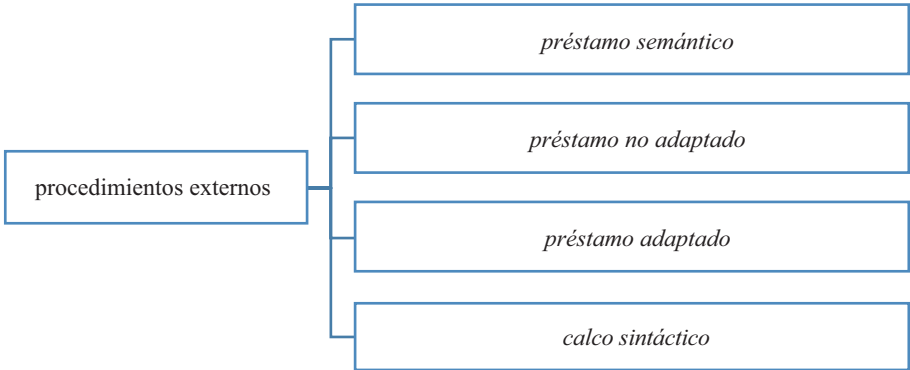 procedimientos externos
préstamo semántico
préstamo no adaptado
préstamo adaptado
calco sintáctico